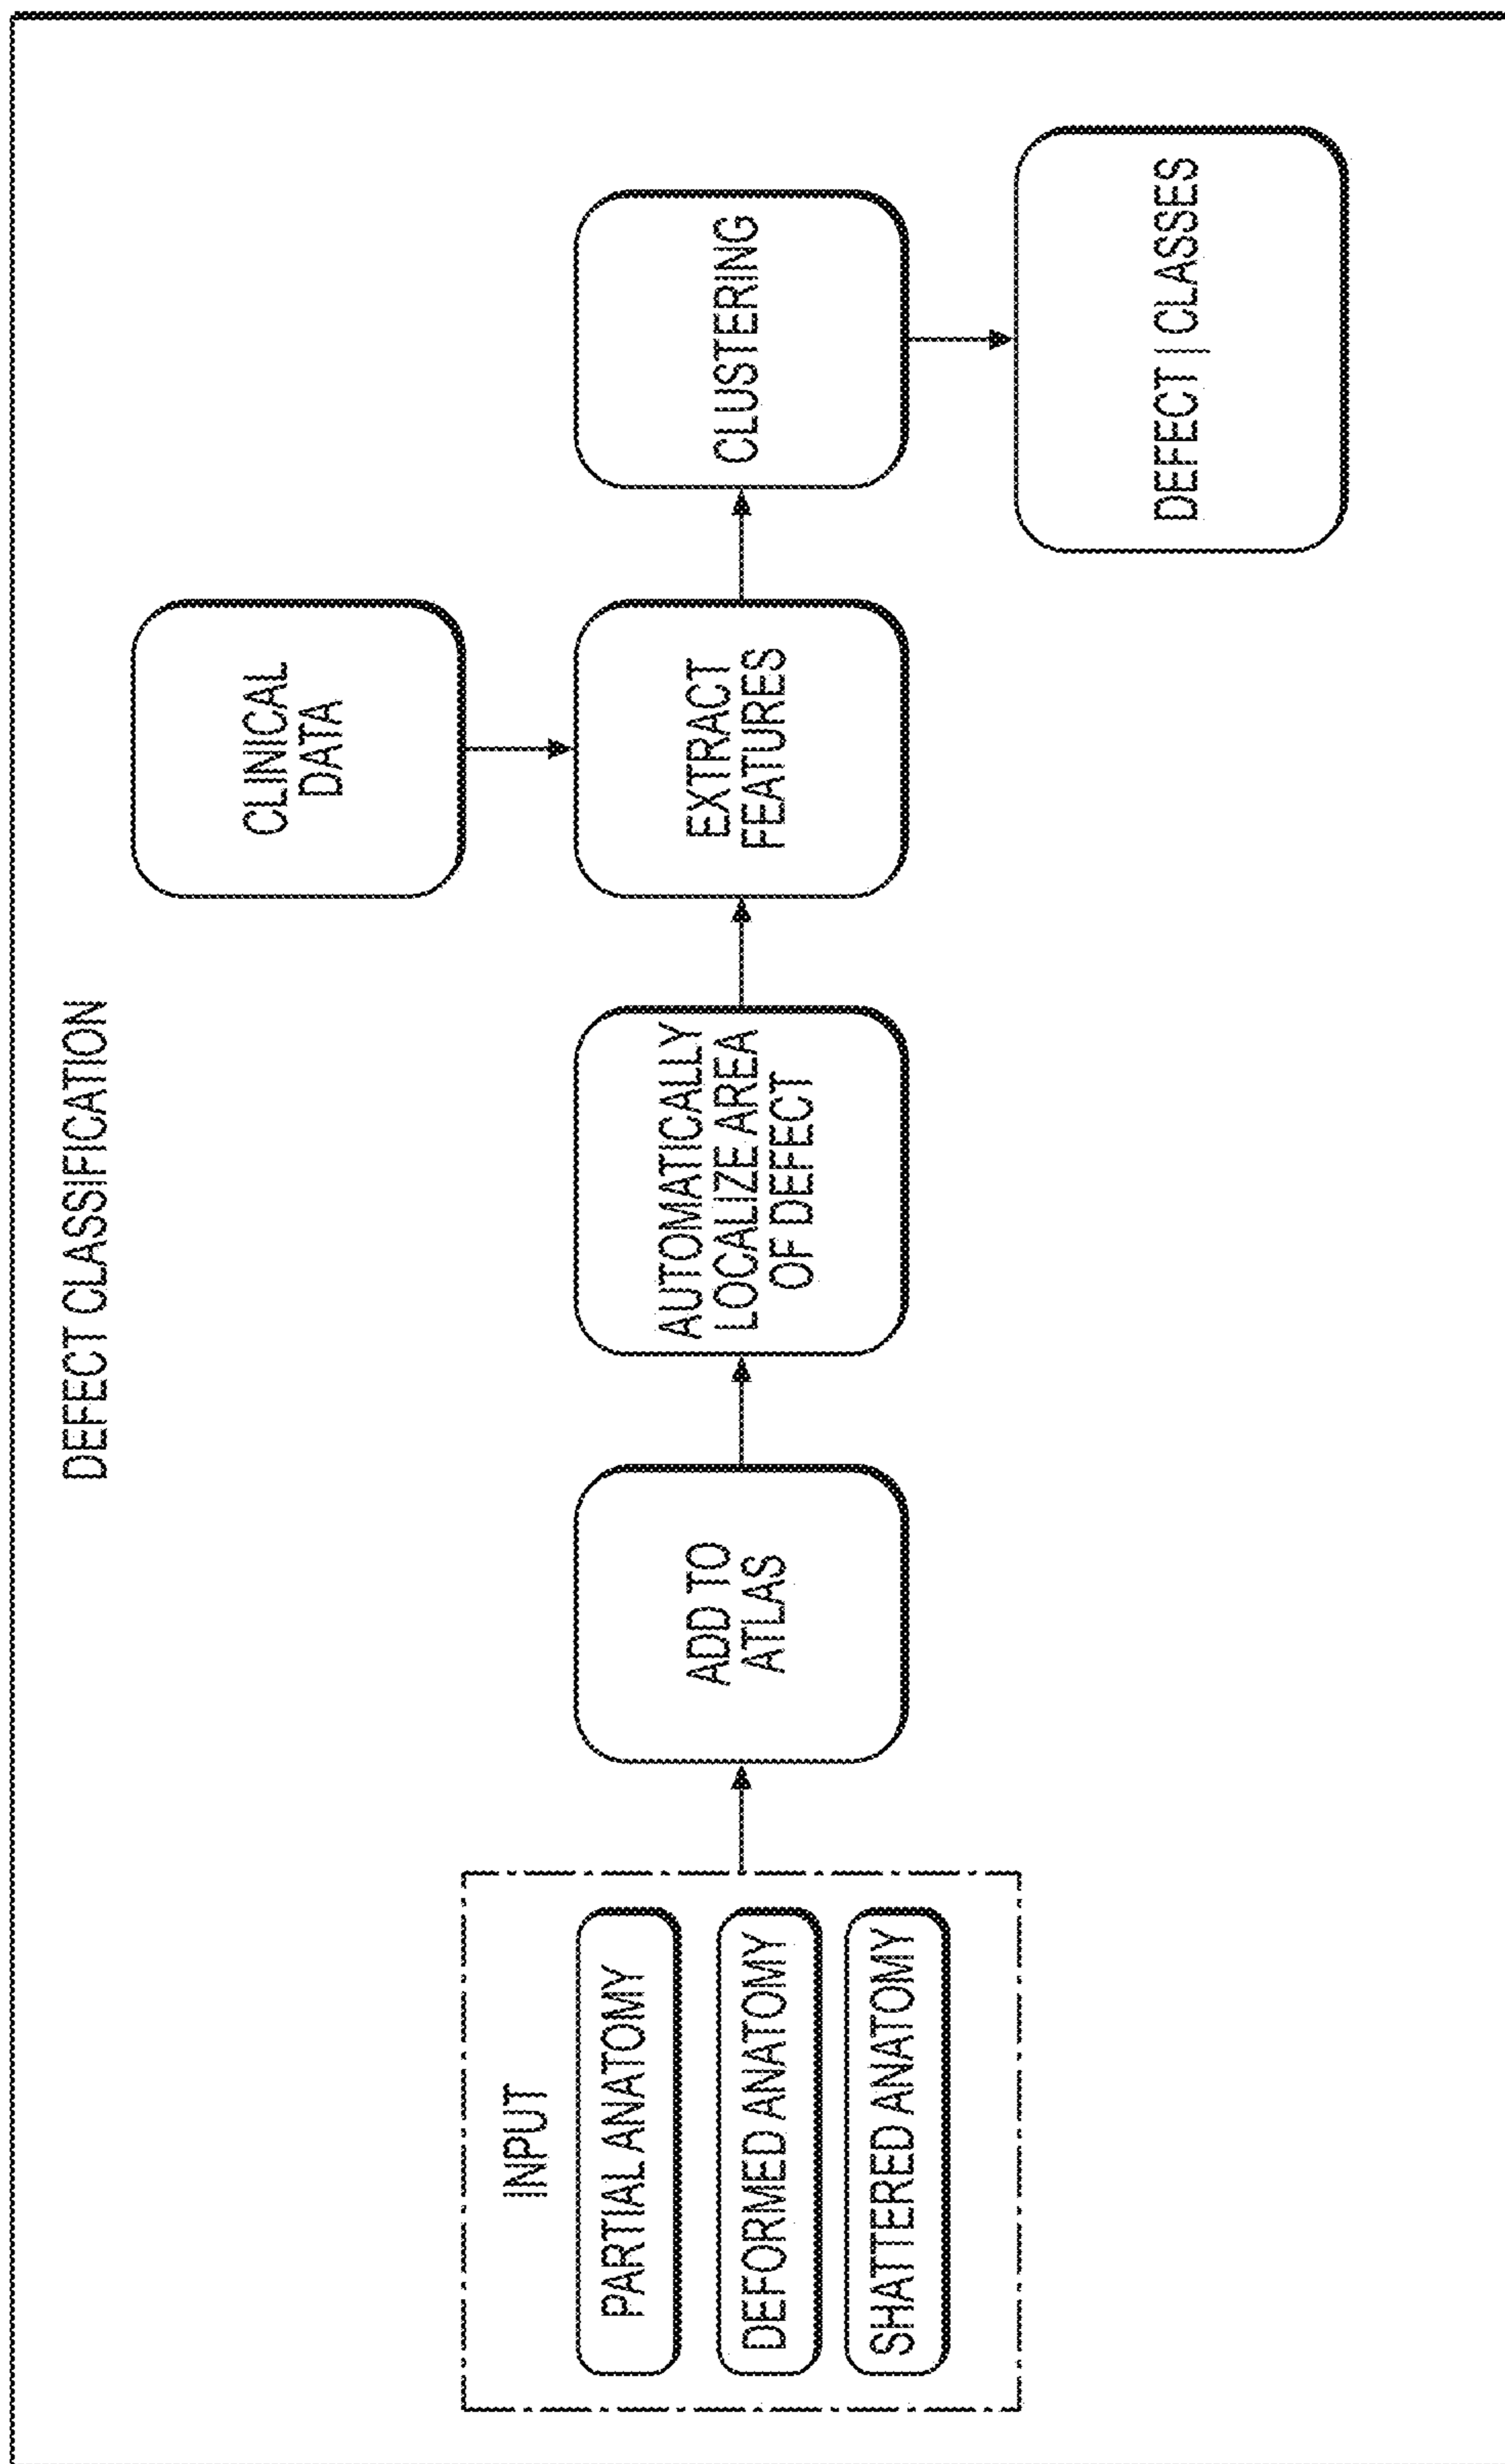 DEFECT CLASSIFICATION
INPUT
PARTIAL ANATOMY
DEFORMED ANATOMY
SHATTERED ANATOMY
ADD TO
ATLAS
AUTOMATICALLY
LOCALIZE AREA
OF DEFECT
CLINICAL
DATA
EXTRACT
FEATURES
CLUSTERING
DEFECT | CLASSES